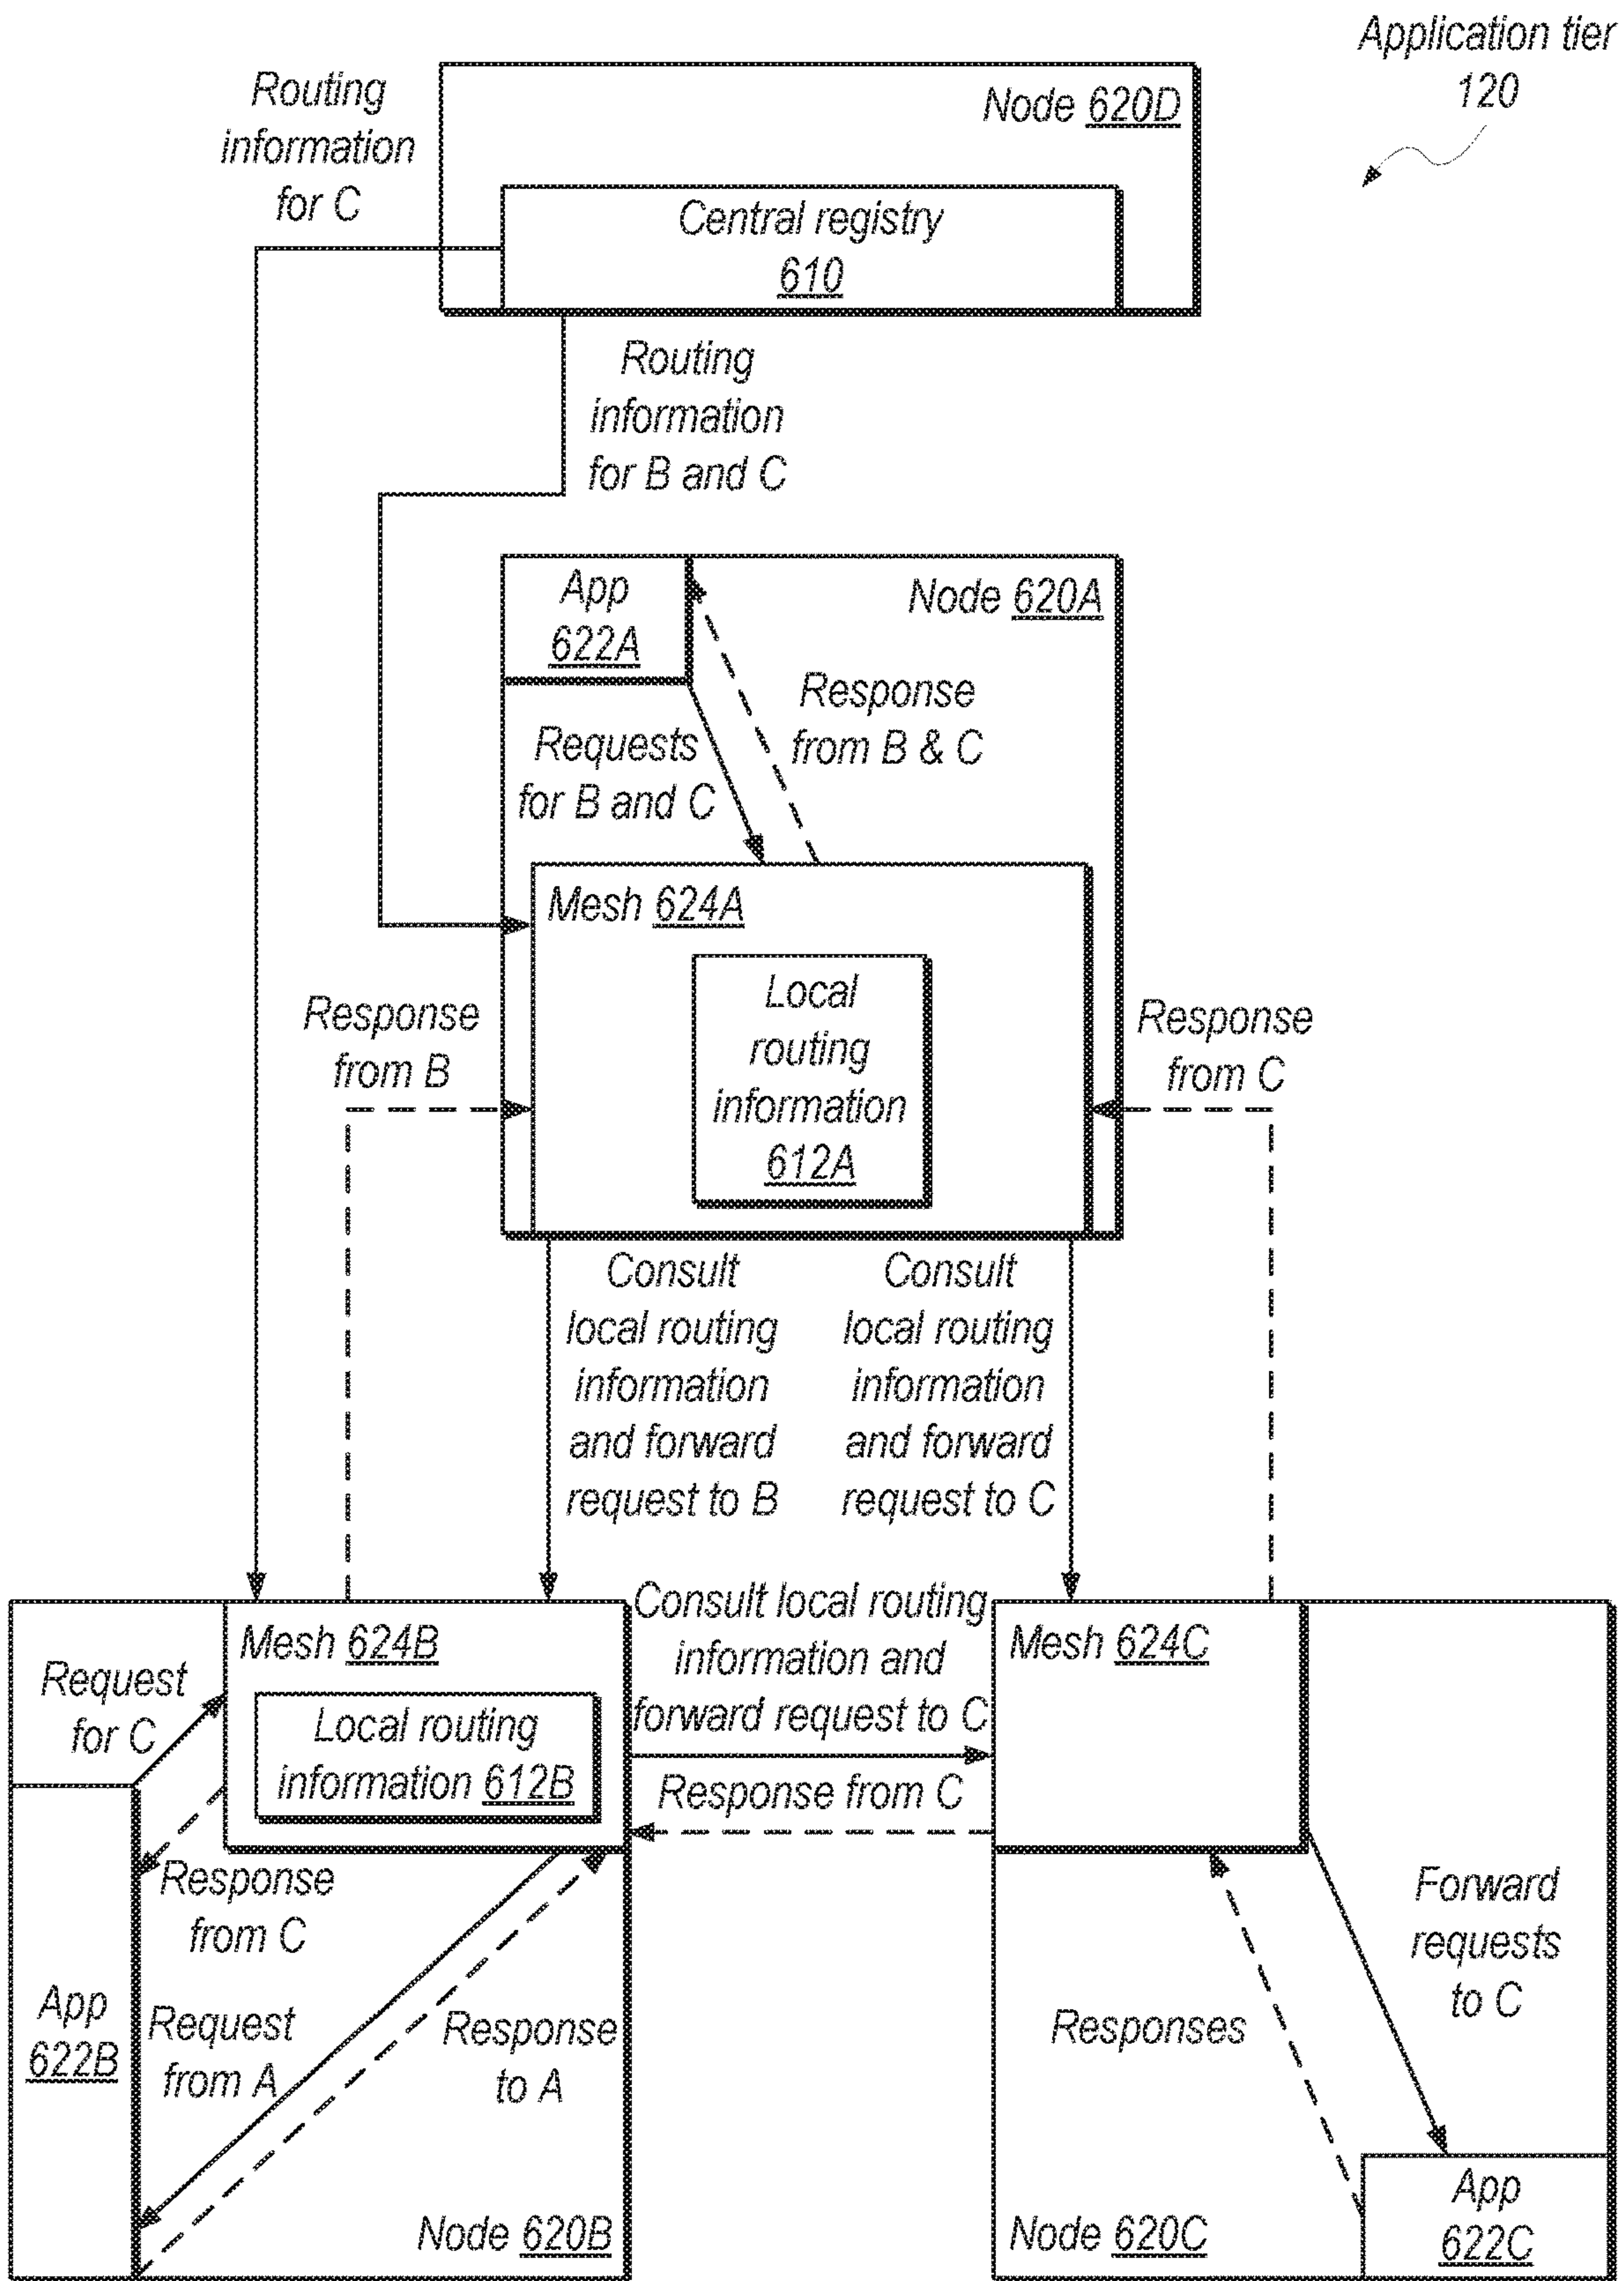 Application tier
120
Routing
information
for C
Node 620D
Central registry
610
Routing
information
for B and C
App
622A
Node 620A
Response
from B & C
Requests
for B and C
Mesh 624A
Local
routing
information
612A
Response
from B
Response
from C
Consult
local routing
information
and forward
request to B
Consult
local routing
information
and forward
request to C
Mesh 624B
Request
for C
Local routing
information 612B
Consult local routing
information and
forward request to C
Response from C
Mesh 624C
Response
from C
App
622B
Request
from A
Response
to A
Node 620B
Forward
requests
to C
Responses
Node 620C
App
622C